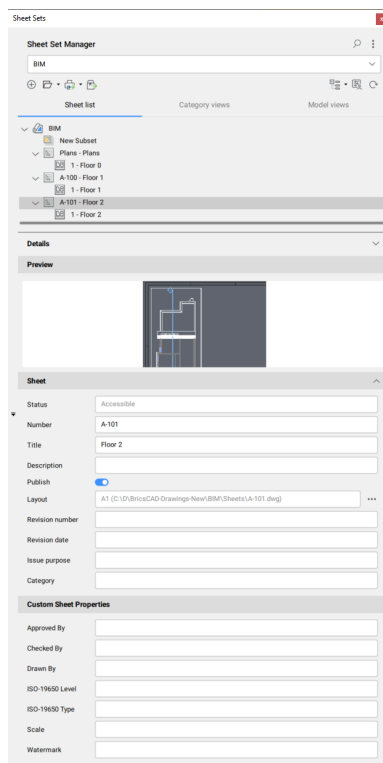 Sheet Sets
x
Sheet Set Manager
BIM
Sheet list
Category views
Model views
BIM
New Subset
Plans - Plans
1 - Floor 0
A-100 - Floor 1
1 - Floor 1
A-101 - Floor 2
1 - Floor 2
Details
Preview
Sheet
Status Accessible
Number A-101
Title Floor 2
Description
Publish
Layout A1 (C:\D\BricsCAD-Drawings-New\BIM\Sheets\A-101.dwg) ...
Revision number
Revision date
Issue purpose
Category
Custom Sheet Properties
Approved By
Checked By
Drawn By
ISO-19650 Level
ISO-19650 Type
Scale
Watermark